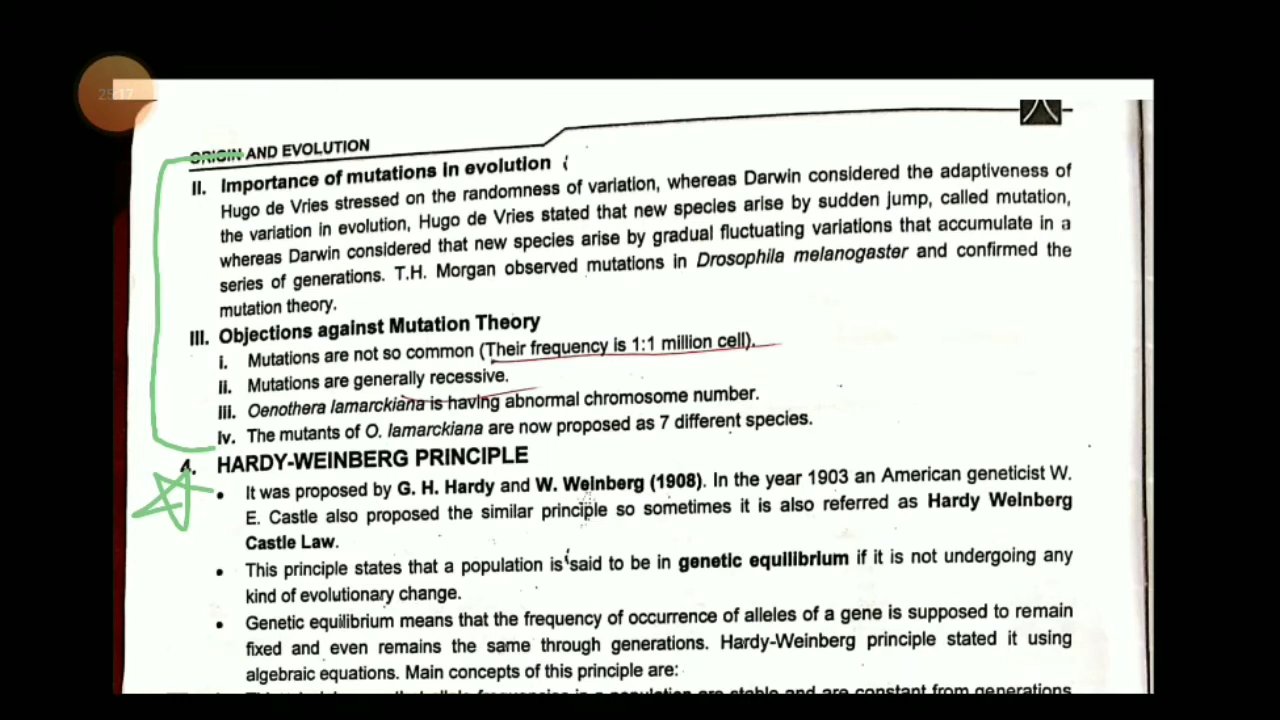 25:17
ORIGIN AND EVOLUTION
II. Importance of mutations in evolution
Hugo de Vries stressed on the randomness of variation, whereas Darwin considered the adaptiveness of
the variation in evolution, Hugo de Vries stated that new species arise by sudden jump, called mutation,
whereas Darwin considered that new species arise by gradual fluctuating variations that accumulate in a
series of generations. T.H. Morgan observed mutations in Drosophila melanogaster and confirmed the
mutation theory.
III. Objections against Mutation Theory
i. Mutations are not so common (Their frequency is 1:1 million cell).
ii. Mutations are generally recessive.
iii. Oenothera lamarckiana is having abnormal chromosome number.
iv. The mutants of O. lamarckiana are now proposed as 7 different species.
4. HARDY-WEINBERG PRINCIPLE
• It was proposed by G. H. Hardy and W. Weinberg (1908). In the year 1903 an American geneticist W.
E. Castle also proposed the similar principle so sometimes it is also referred as Hardy Weinberg
Castle Law.
• This principle states that a population is said to be in genetic equilibrium if it is not undergoing any
kind of evolutionary change.
• Genetic equilibrium means that the frequency of occurrence of alleles of a gene is supposed to remain
fixed and even remains the same through generations. Hardy-Weinberg principle stated it using
algebraic equations. Main concepts of this principle are:
are stable and are constant from generations